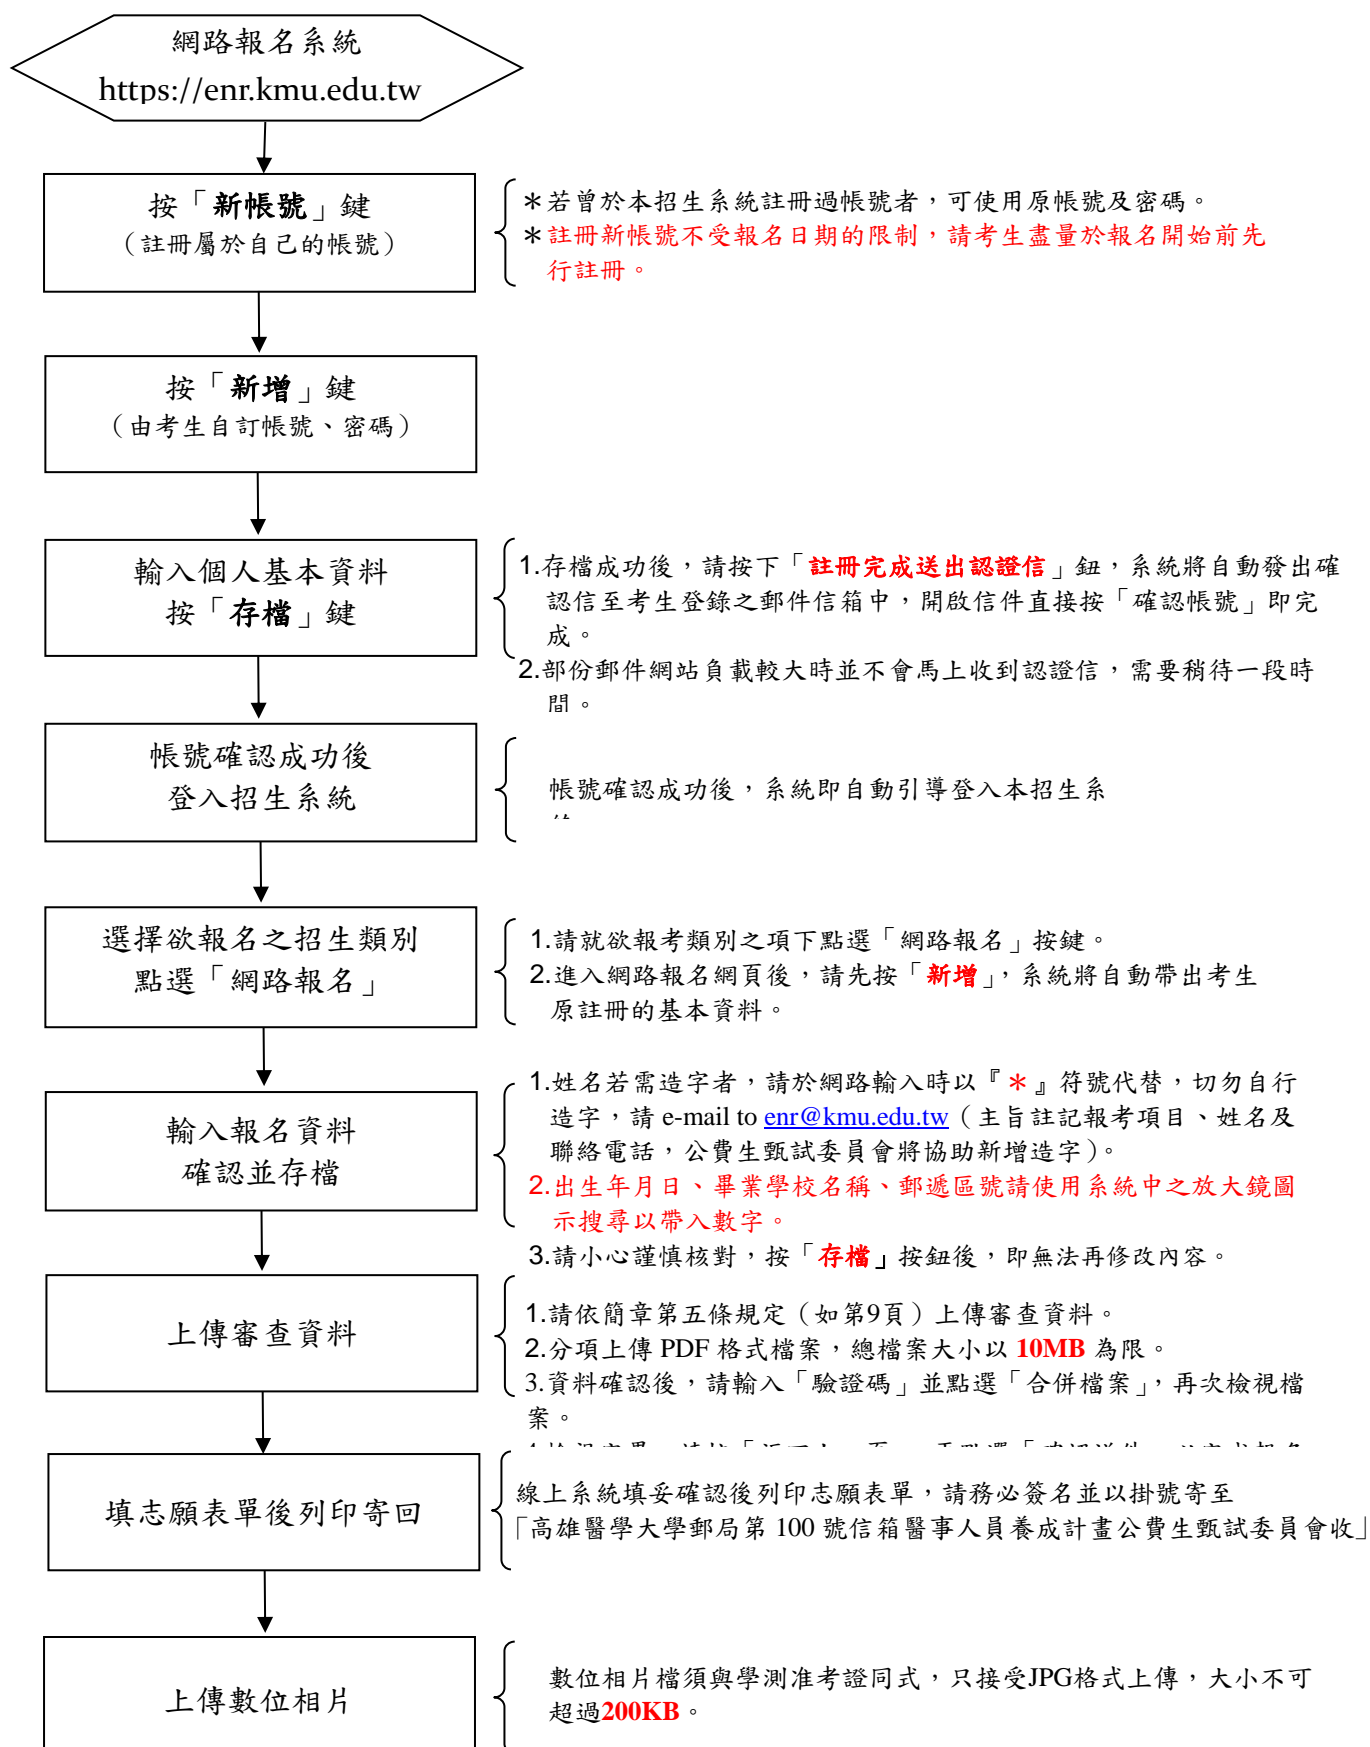 網路報名系統
https://enr.kmu.edu.tw
按「新帳號」鍵
（註冊屬於自己的帳號）
＊若曾於本招生系統註冊過帳號者，可使用原帳號及密碼。
＊註冊新帳號不受報名日期的限制，請考生盡量於報名開始前先
行註冊。
按「新增」鍵
（由考生自訂帳號、密碼）
輸入個人基本資料
按「存檔」鍵
1.存檔成功後，請按下「註冊完成送出認證信」鈕，系統將自動發出確
認信至考生登錄之郵件信箱中，開啟信件直接按「確認帳號」即完
成。
2.部份郵件網站負載較大時並不會馬上收到認證信，需要稍待一段時
間。
帳號確認成功後
登入招生系統
帳號確認成功後，系統即自動引導登入本招生系
選擇欲報名之招生類別
點選「網路報名」
1.請就欲報考類別之項下點選「網路報名」按鍵。
2.進入網路報名網頁後，請先按「新增」，系統將自動帶出考生
原註冊的基本資料。
輸入報名資料
確認並存檔
1.姓名若需造字者，請於網路輸入時以『＊』符號代替，切勿自行
造字，請 e-mail to enr@kmu.edu.tw（主旨註記報考項目、姓名及
聯絡電話，公費生甄試委員會將協助新增造字）。
2.出生年月日、畢業學校名稱、郵遞區號請使用系統中之放大鏡圖
示搜尋以帶入數字。
3.請小心謹慎核對，按「存檔」按鈕後，即無法再修改內容。
上傳審查資料
1.請依簡章第五條規定（如第9頁）上傳審查資料。
2.分項上傳 PDF 格式檔案，總檔案大小以 10MB 為限。
3.資料確認後，請輸入「驗證碼」並點選「合併檔案」，再次檢視檔
案。
填志願表單後列印寄回
線上系統填妥確認後列印志願表單，請務必簽名並以掛號寄至
「高雄醫學大學郵局第 100 號信箱醫事人員養成計畫公費生甄試委員會收」
上傳數位相片
數位相片檔須與學測准考證同式，只接受JPG格式上傳，大小不可
超過200KB。